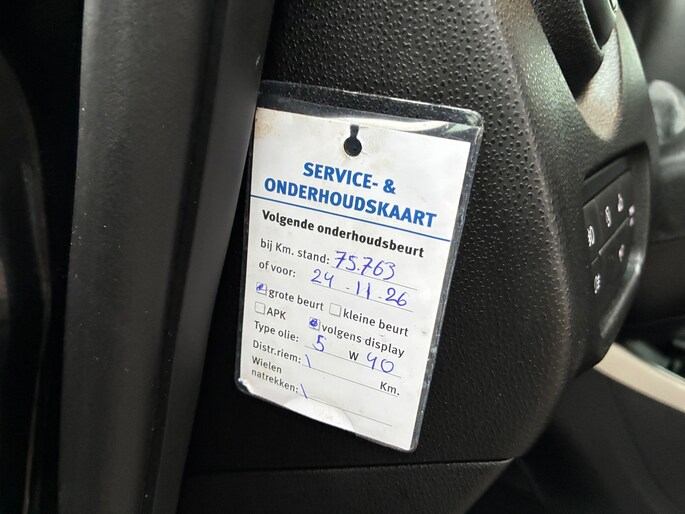 SERVICE- &
ONDERHOUDSKAART
Volgende onderhoudsbeurt
bij Km. stand: 75.763
of voor: 24 - 11 - 26
grote beurt kleine beurt
APK volgens display
Type olie: 5 W 40
Distr.riem: \ Km.
Wielen
natrekken: \